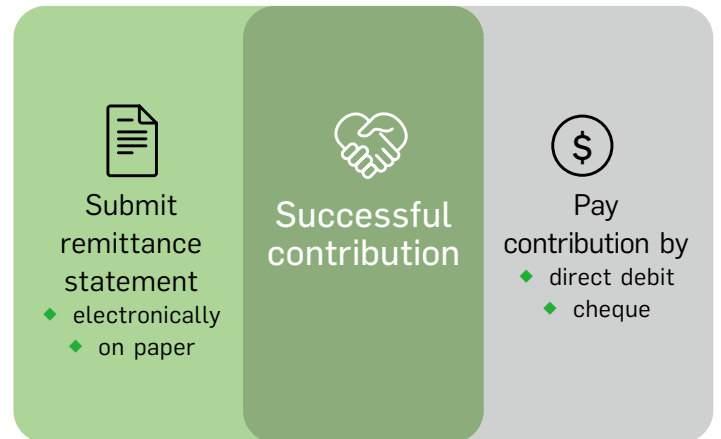 Submit
remittance
statement
◆ electronically
◆ on paper
Successful
contribution
$
Pay
contribution by
◆ direct debit
◆ cheque